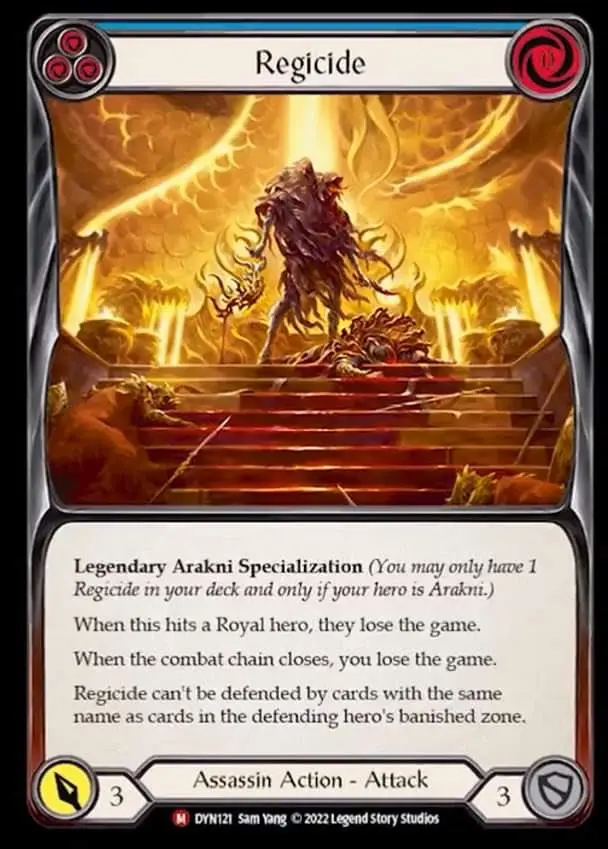 Regicide
Legendary Arakni Specialization (You may only have 1
Regicide in your deck and only if your hero is Arakni.)
When this hits a Royal hero, they lose the game.
When the combat chain closes, you lose the game.
Regicide can't be defended by cards with the same
name as cards in the defending hero's banished zone.
3 Assassin Action - Attack 3
M DYN121 Sam Yang © 2022 Legend Story Studios